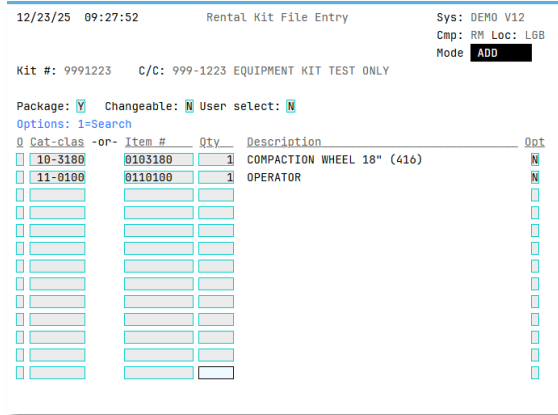 12/23/25 09:27:52 Rental Kit File Entry Sys: DEMO V12
Cmp: RM Loc: LGB
Mode ADD
Kit #: 9991223 C/C: 999-1223 EQUIPMENT KIT TEST ONLY
Package: Y Changeable: N User select: N
Options: 1=Search
O Cat-clas -or- Item # Qty Description Opt
10-3180 0103180 1 COMPACTION WHEEL 18" (416) N
11-0100 0110100 1 OPERATOR N